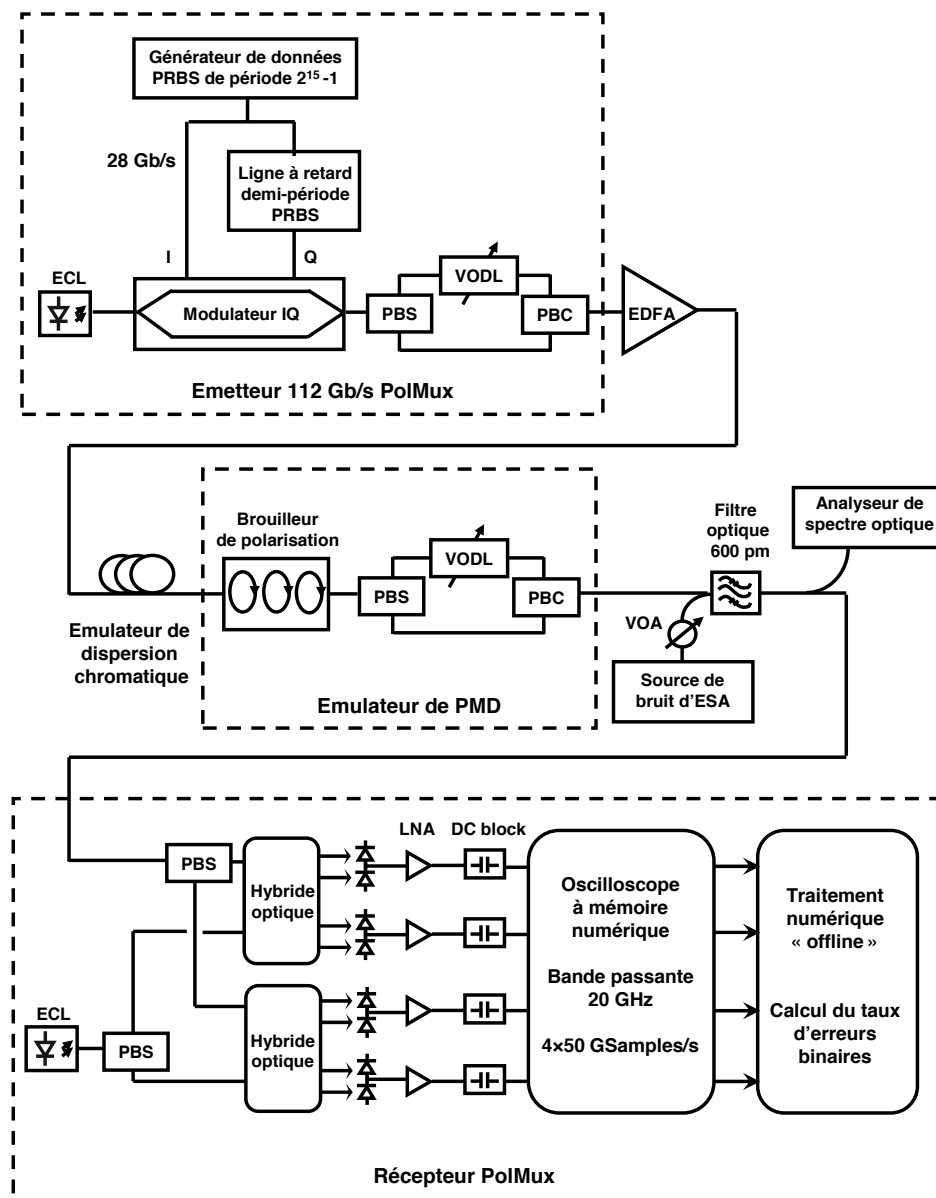 Générateur de données
PRBS de période 2¹⁵-1
28 Gb/s
Ligne à retard
demi-période
PRBS
I
Q
ECL
Modulateur IQ
PBS
VODL
PBC
EDFA
Emetteur 112 Gb/s PolMux
Emulateur de
dispersion
chromatique
Brouilleur
de polarisation
PBS
VODL
PBC
Emulateur de PMD
VOA
Source de
bruit d'ESA
Filtre
optique
600 pm
Analyseur de
spectre optique
PBS
Hybride
optique
LNA
DC block
ECL
PBS
Hybride
optique
Oscilloscope
à mémoire
numérique
Bande passante
20 GHz
4×50 GSamples/s
Traitement
numérique
« offline »
Calcul du taux
d'erreurs
binaires
Récepteur PolMux